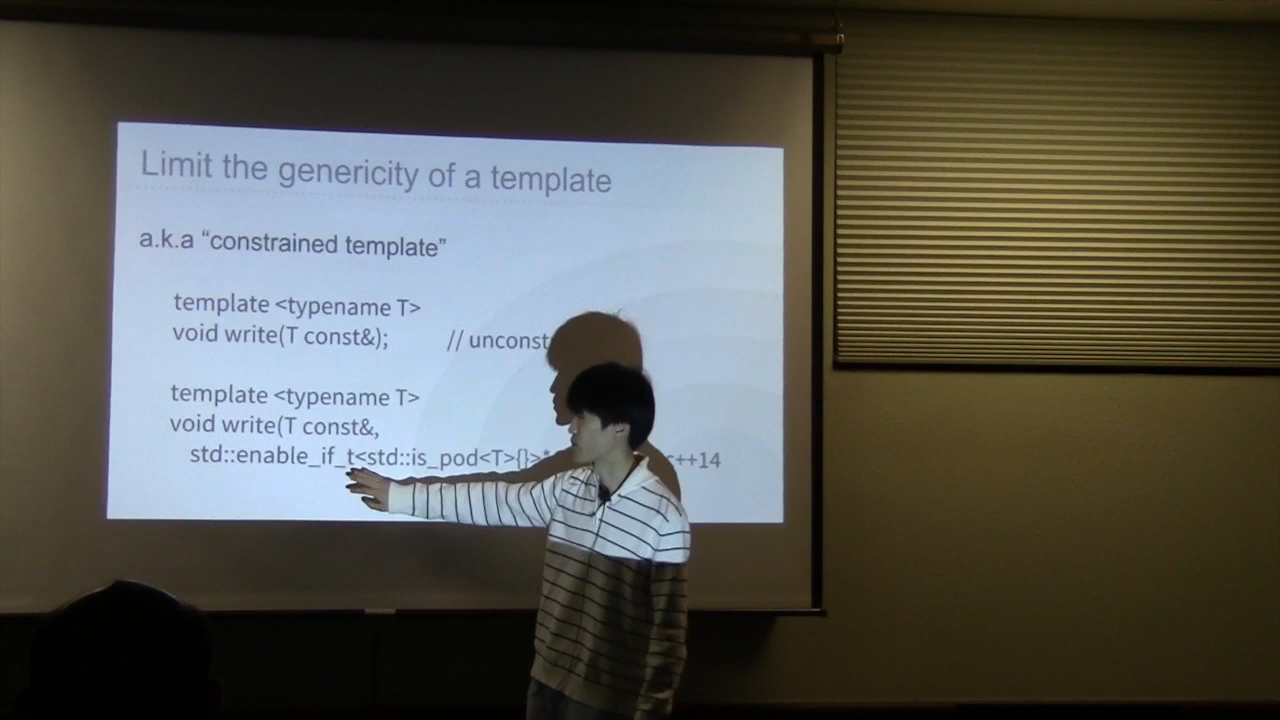 Limit the genericity of a template
a.k.a “constrained template”
template <typename T>
void write(T const&); // unconst
template <typename T>
void write(T const&,
std::enable_if_t<std::is_pod<T>{}>* c++14